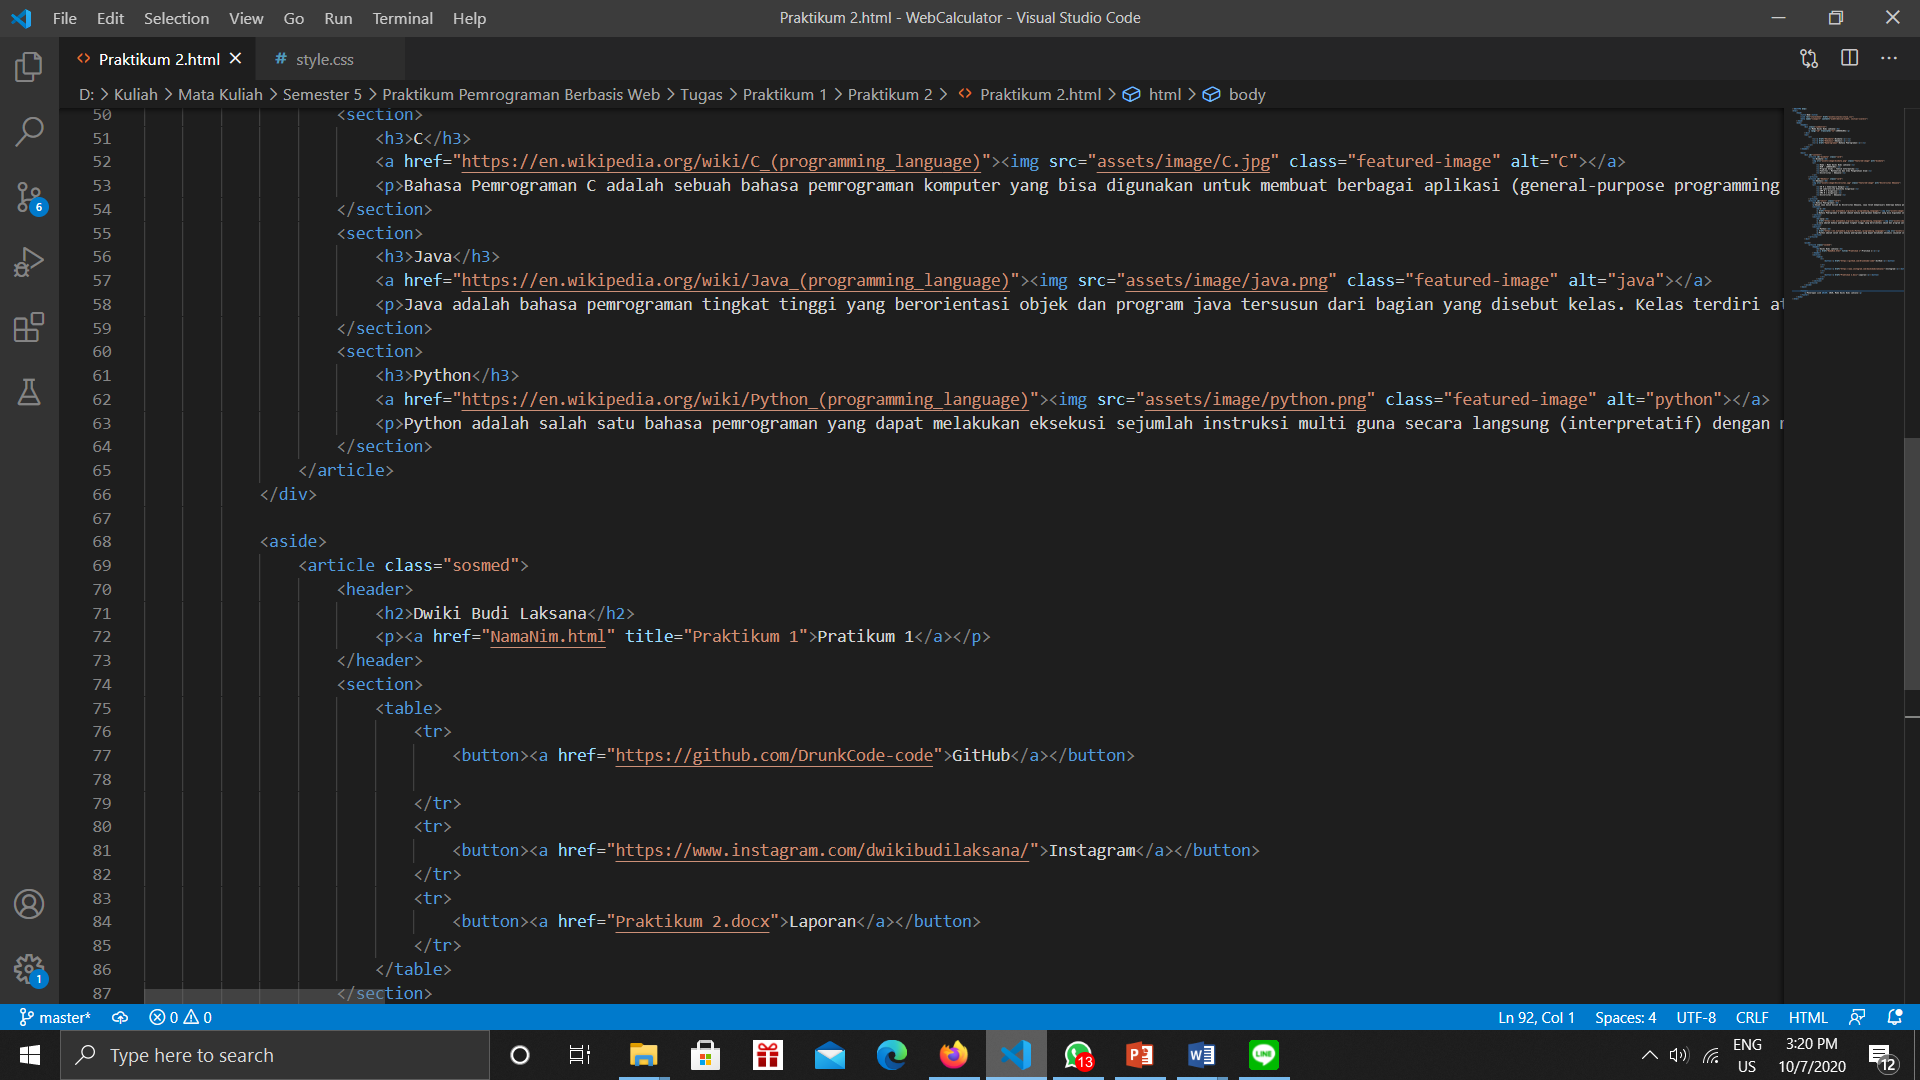 File Edit Selection View Go Run Terminal Help
Praktikum 2.html - WebCalculator - Visual Studio Code
<> Praktikum 2.html ×
# style.css
D: > Kuliah > Mata Kuliah > Semester 5 > Praktikum Pemrograman Berbasis Web > Tugas > Praktikum 1 > Praktikum 2 > <> Praktikum 2.html > html > body
50 <section>
51 <h3>C</h3>
52 <a href="https://en.wikipedia.org/wiki/C_(programming_language)"><img src="assets/image/C.jpg" class="featured-image" alt="C"></a>
53 <p>Bahasa Pemrograman C adalah sebuah bahasa pemrograman komputer yang bisa digunakan untuk membuat berbagai aplikasi (general-purpose programming
54 </section>
55 <section>
56 <h3>Java</h3>
57 <a href="https://en.wikipedia.org/wiki/Java_(programming_language)"><img src="assets/image/java.png" class="featured-image" alt="java"></a>
58 <p>Java adalah bahasa pemrograman tingkat tinggi yang berorientasi objek dan program java tersusun dari bagian yang disebut kelas. Kelas terdiri at
59 </section>
60 <section>
61 <h3>Python</h3>
62 <a href="https://en.wikipedia.org/wiki/Python_(programming_language)"><img src="assets/image/python.png" class="featured-image" alt="python"></a>
63 <p>Python adalah salah satu bahasa pemrograman yang dapat melakukan eksekusi sejumlah instruksi multi guna secara langsung (interpretatif) dengan
64 </section>
65 </article>
66 </div>
67
68 <aside>
69 <article class="sosmed">
70 <header>
71 <h2>Dwiki Budi Laksana</h2>
72 <p><a href="NamaNim.html" title="Praktikum 1">Pratikum 1</a></p>
73 </header>
74 <section>
75 <table>
76 <tr>
77 <button><a href="https://github.com/DrunkCode-code">GitHub</a></button>
78
79 </tr>
80 <tr>
81 <button><a href="https://www.instagram.com/dwikibudilaksana/">Instagram</a></button>
82 </tr>
83 <tr>
84 <button><a href="Praktikum 2.docx">Laporan</a></button>
85 </tr>
86 </table>
87 </section>
6
1
master* 0 0
Ln 92, Col 1 Spaces: 4 UTF-8 CRLF HTML
Type here to search
13
LINE
ENG
US
3:20 PM
10/7/2020
12